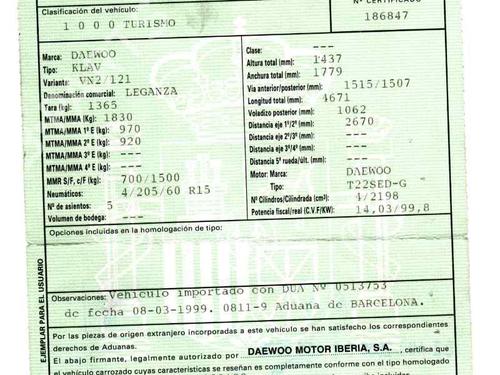 Clasificación del vehículo:
Nº CERTIFICADO
1 0 0 0 TURISMO
186847
Marca: DAEWOO
Tipo: KLAV
Variante: VN2/121
Denominación comercial: LEGANZA
Tara (kg): 1365
MTMA/MMA (Kg) 1830
MTMA/MMA 1º E (kg): 970
MTMA/MMA 2º E (kg): 920
MTMA/MMA 3º E (kg): ---
MTMA/MMA 4º E (kg): ---
MMR S/F, c/F (kg): 700/1500
Neumáticos: 4/205/60 R15
Nº de asientos: 5
Volumen de bodega: ---
Clase: ---
Altura total (mm): 1437
Anchura total (mm): 1779
Vía anterior/posterior (mm): 1515/1507
Longitud total (mm): 4671
Voladizo posterior (mm): 1062
Distancia eje 1º/2º (mm): 2670
Distancia eje 2º/3º (mm): ---
Distancia eje 3º/4º (mm): ---
Distancia 5ª rueda/últ. (mm): ---
Motor: Marca: DAEWOO
Tipo: T22SED-G
Nº Cilindros/Cilindrada (cm³): 4/2198
Potencia fiscal/real (C.V.F/KW): 14,03/99,8
Opciones incluidas en la homologación de tipo:
Observaciones: Vehículo importado con DUA Nº 0513753
de fecha 08-03-1999. 0811-9 Aduana de BARCELONA.
Por las piezas de origen extranjero incorporadas a este vehículo se han satisfecho los correspondientes
derechos de Aduanas.
El abajo firmante, legalmente autorizado por DAEWOO MOTOR IBERIA, S.A. , certifica que
el vehículo carrozado cuyas características se reseñan es completamente conforme con el tipo homologado
EJEMPLAR PARA EL USUARIO